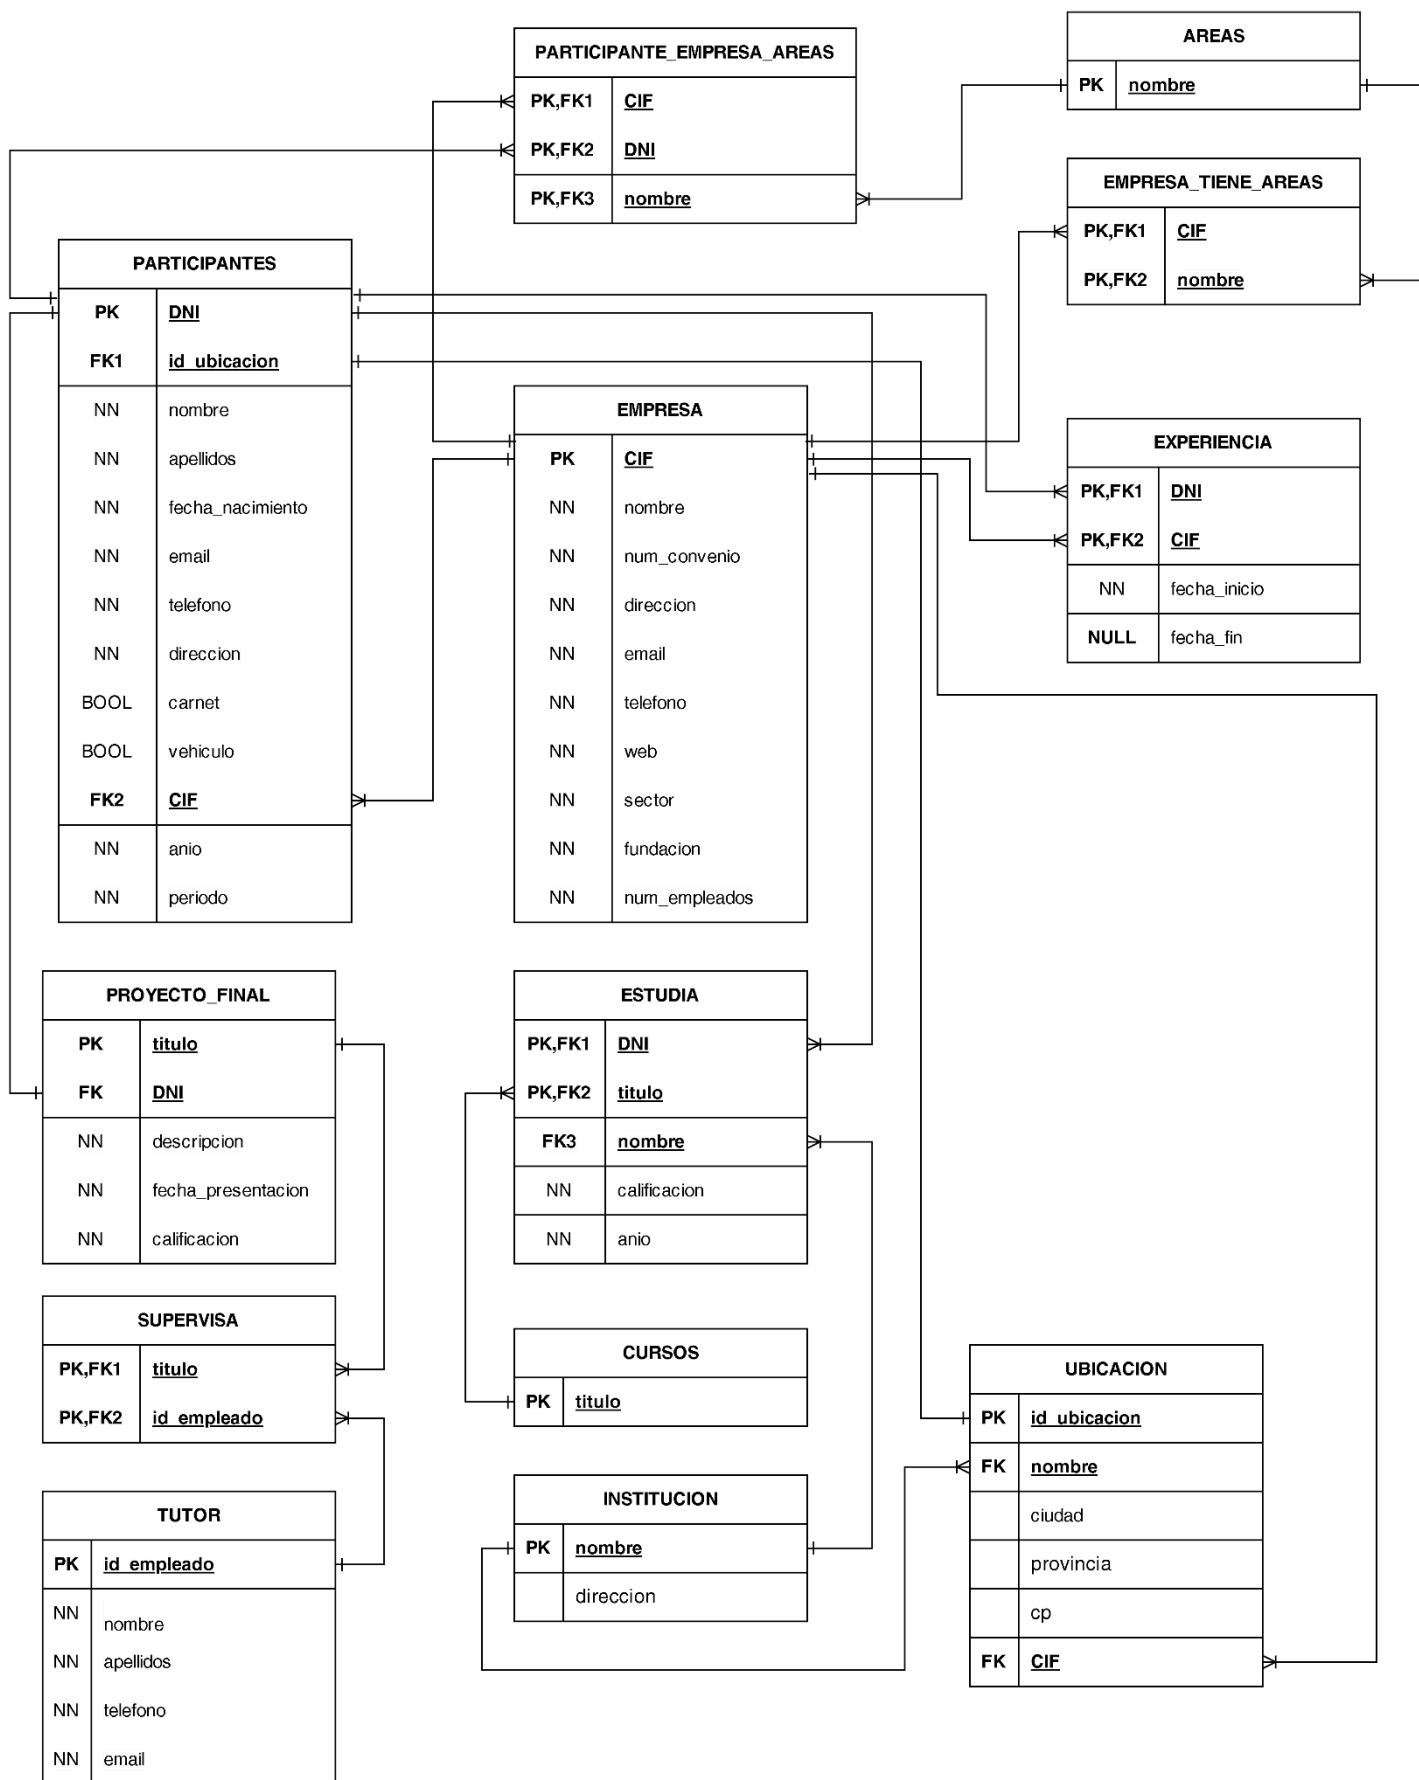 PARTICIPANTE_EMPRESA_AREAS
PK,FK1 CIF
PK,FK2 DNI
PK,FK3 nombre
AREAS
PK nombre
EMPRESA_TIENE_AREAS
PK,FK1 CIF
PK,FK2 nombre
PARTICIPANTES
PK DNI
FK1 id_ubicacion
NN nombre
NN apellidos
NN fecha_nacimiento
NN email
NN telefono
NN direccion
BOOL carnet
BOOL vehiculo
FK2 CIF
NN anio
NN periodo
EMPRESA
PK CIF
NN nombre
NN num_convenio
NN direccion
NN email
NN telefono
NN web
NN sector
NN fundacion
NN num_empleados
EXPERIENCIA
PK,FK1 DNI
PK,FK2 CIF
NN fecha_inicio
NULL fecha_fin
PROYECTO_FINAL
PK titulo
FK DNI
NN descripcion
NN fecha_presentacion
NN calificacion
ESTUDIA
PK,FK1 DNI
PK,FK2 titulo
FK3 nombre
NN calificacion
NN anio
SUPERVISA
PK,FK1 titulo
PK,FK2 id_empleado
CURSOS
PK titulo
UBICACION
PK id_ubicacion
FK nombre
ciudad
provincia
cp
FK CIF
INSTITUCION
PK nombre
direccion
TUTOR
PK id_empleado
NN nombre
NN apellidos
NN telefono
NN email